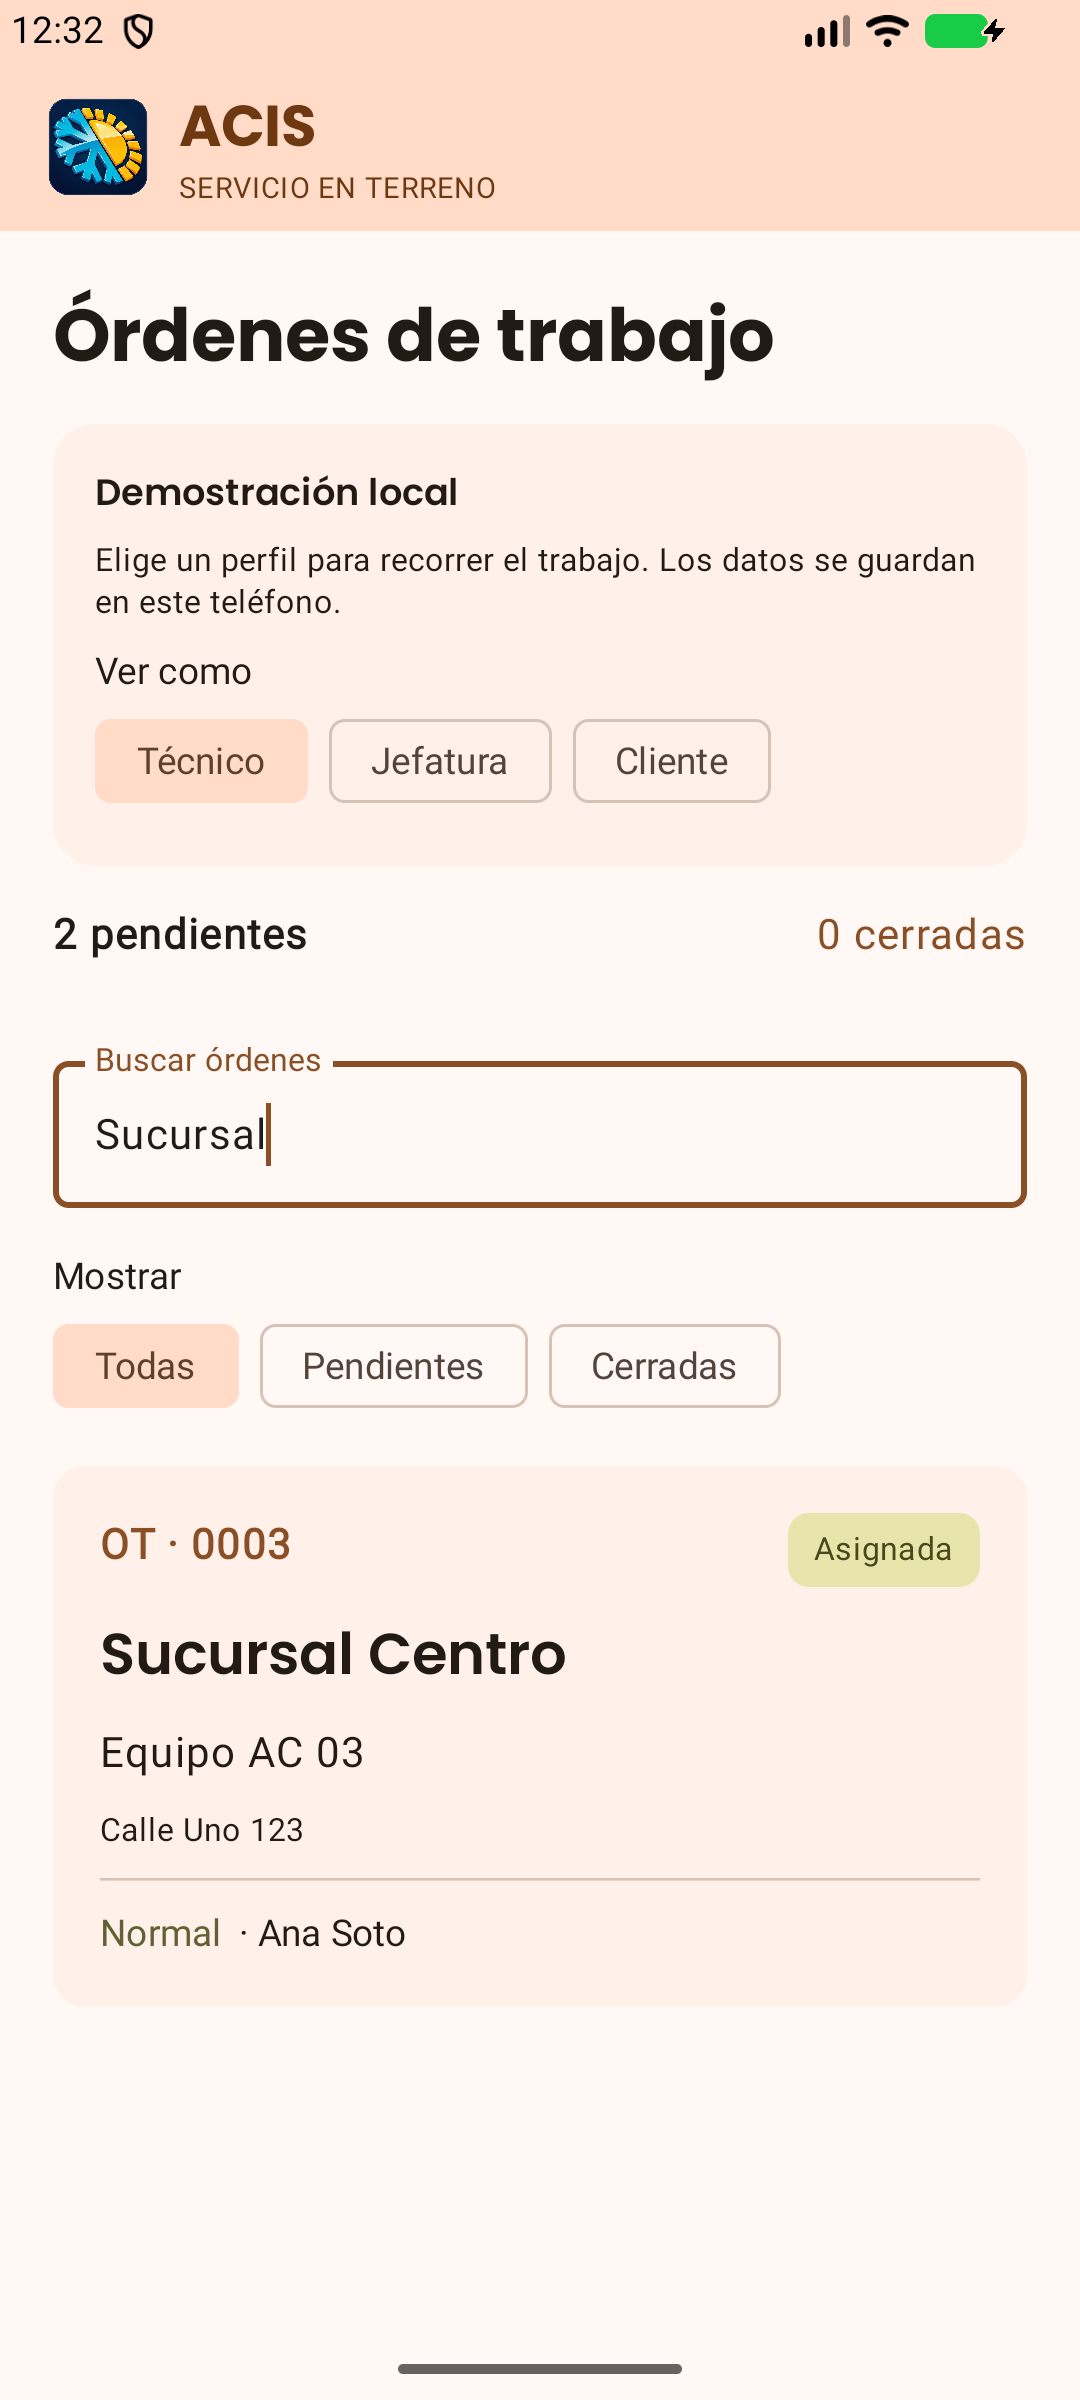 12:32
ACIS
SERVICIO EN TERRENO
Órdenes de trabajo
Demostración local
Elige un perfil para recorrer el trabajo. Los datos se guardan
en este teléfono.
Ver como
Técnico Jefatura Cliente
2 pendientes 0 cerradas
Buscar órdenes
Sucursal
Mostrar
Todas Pendientes Cerradas
OT · 0003 Asignada
Sucursal Centro
Equipo AC 03
Calle Uno 123
Normal · Ana Soto